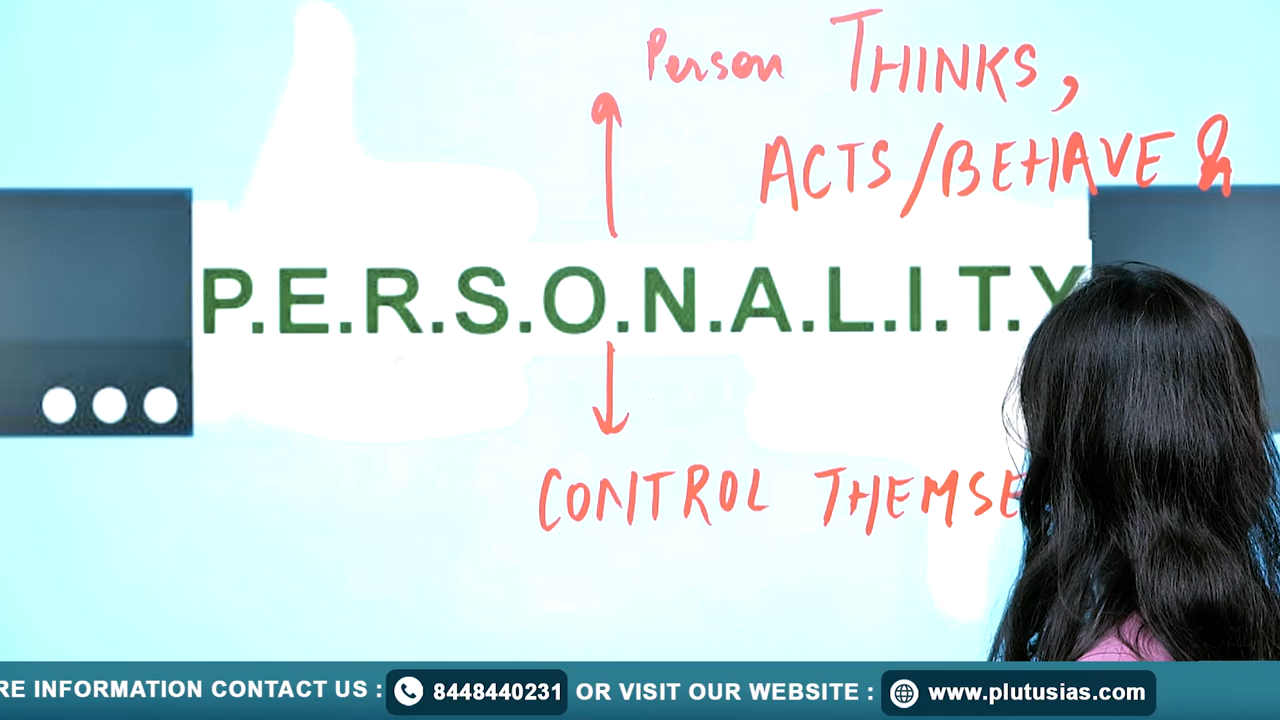 Person THINKS,
ACTS/BEHAVE &
P.E.R.S.O.N.A.L.I.T.Y
CONTROL THEMSE
RE INFORMATION CONTACT US : 8448440231 OR VISIT OUR WEBSITE : www.plutusias.com